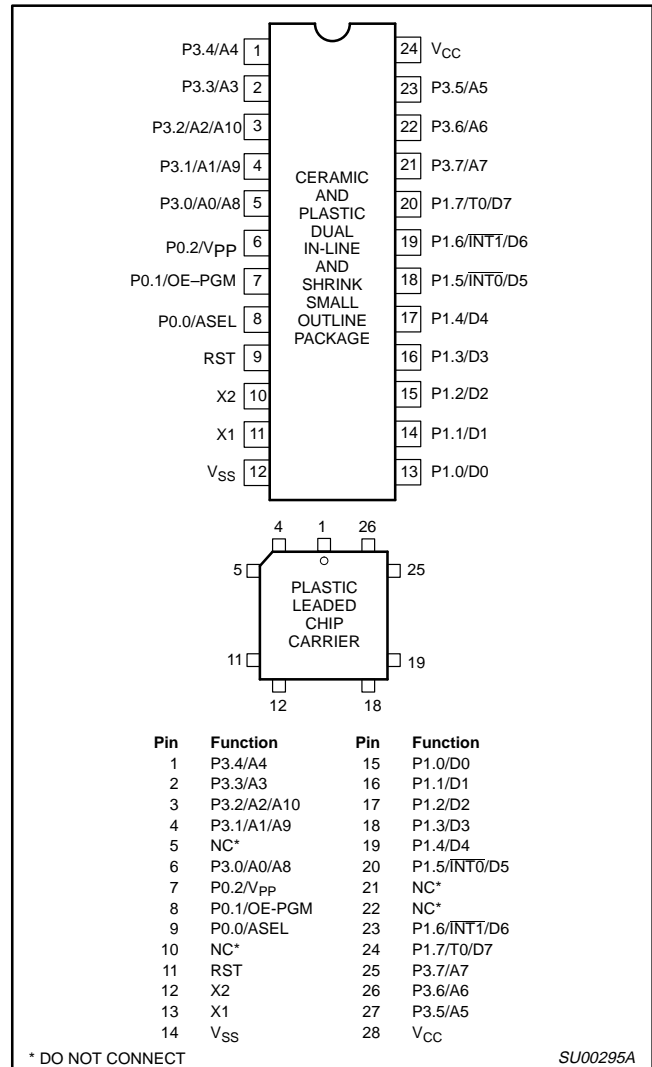 P3.4/A4 1 24 VCC
P3.3/A3 2 23 P3.5/A5
P3.2/A2/A10 3 22 P3.6/A6
P3.1/A1/A9 4 21 P3.7/A7
P3.0/A0/A8 5 20 P1.7/T0/D7
P0.2/VPP 6 19 P1.6/INT1/D6
P0.1/OE–PGM 7 18 P1.5/INT0/D5
P0.0/ASEL 8 17 P1.4/D4
RST 9 16 P1.3/D3
X2 10 15 P1.2/D2
X1 11 14 P1.1/D1
VSS 12 13 P1.0/D0
CERAMIC
AND
PLASTIC
DUAL
IN-LINE
AND
SHRINK
SMALL
OUTLINE
PACKAGE
4 1 26
5 25
PLASTIC
LEADED
CHIP
CARRIER
11 19
12 18
Pin Function Pin Function
1 P3.4/A4 15 P1.0/D0
2 P3.3/A3 16 P1.1/D1
3 P3.2/A2/A10 17 P1.2/D2
4 P3.1/A1/A9 18 P1.3/D3
5 NC* 19 P1.4/D4
6 P3.0/A0/A8 20 P1.5/INT0/D5
7 P0.2/VPP 21 NC*
8 P0.1/OE-PGM 22 NC*
9 P0.0/ASEL 23 P1.6/INT1/D6
10 NC* 24 P1.7/T0/D7
11 RST 25 P3.7/A7
12 X2 26 P3.6/A6
13 X1 27 P3.5/A5
14 VSS 28 VCC
* DO NOT CONNECT SU00295A